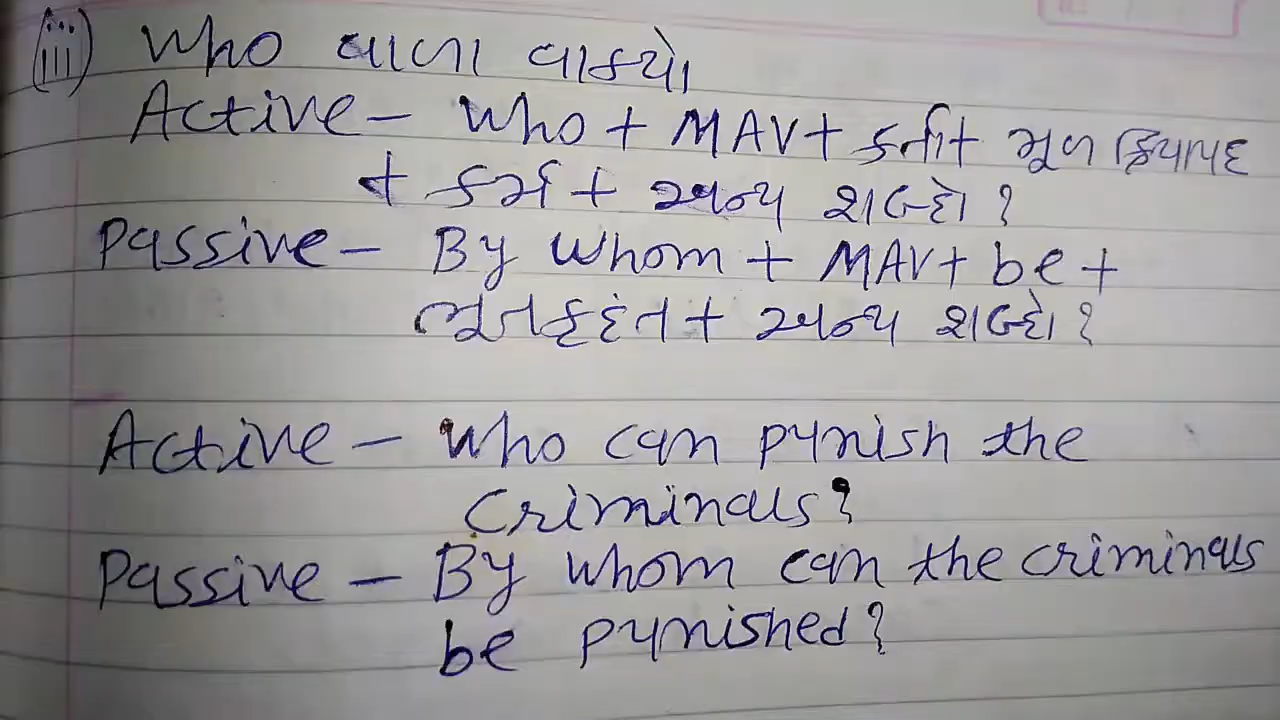 (iii) Who વાળા વાક્યો
Active - Who + MAV + કર્તા + મૂળ ક્રિયાપદ
+ કર્મ + અન્ય શબ્દો?
Passive - By whom + MAV + be +
ભૂતકૃદંત + અન્ય શબ્દો?
Active - Who can punish the
criminals?
Passive - By whom can the criminals
be punished?